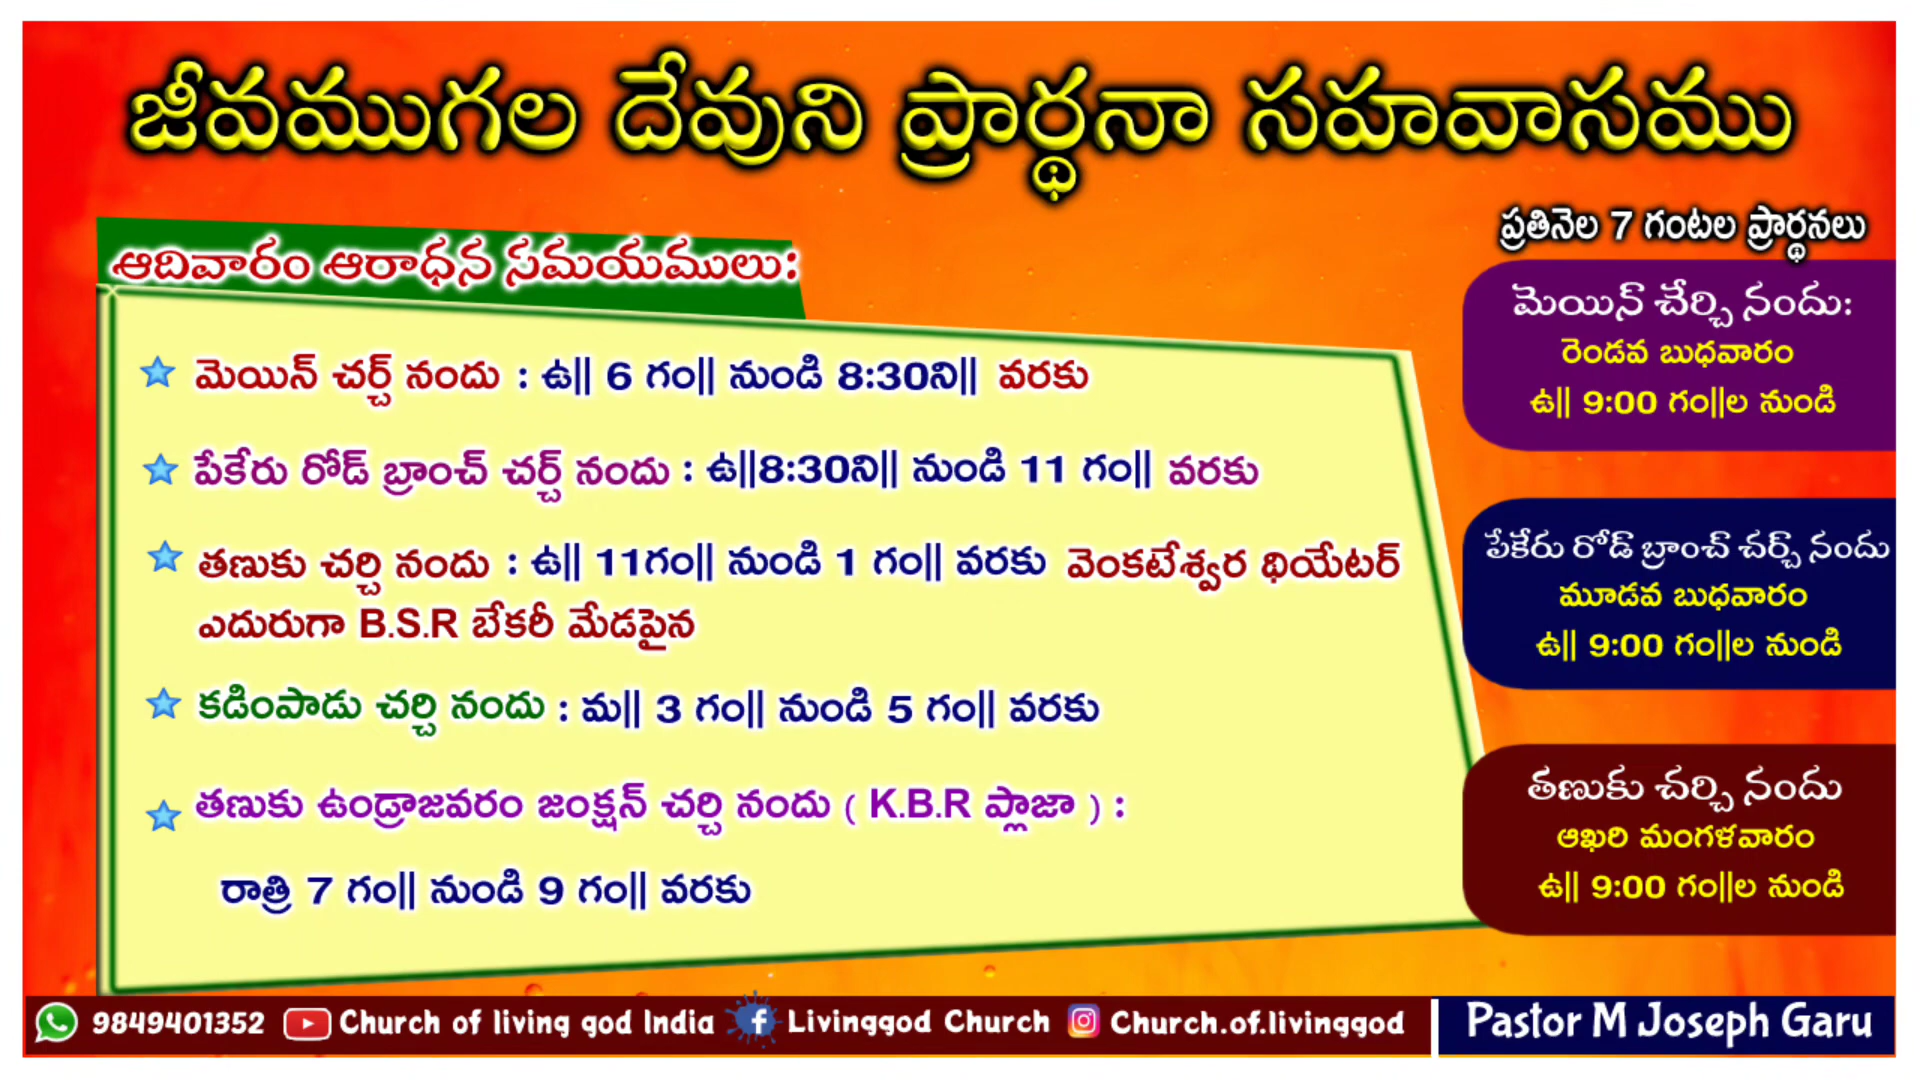 జీవముగల దేవుని ప్రార్థనా సహవాసము
ఆదివారం ఆరాధన సమయములు:
మెయిన్ చర్చ్ నందు : ఉ|| 6 గం|| నుండి 8:30ని|| వరకు
పేకేరు రోడ్ బ్రాంచ్ చర్చ్ నందు : ఉ||8:30ని|| నుండి 11 గం|| వరకు
తణుకు చర్చి నందు : ఉ|| 11గం|| నుండి 1 గం|| వరకు వెంకటేశ్వర థియేటర్
ఎదురుగా B.S.R బేకరీ మేడపైన
కడింపాడు చర్చి నందు : మ|| 3 గం|| నుండి 5 గం|| వరకు
తణుకు ఉండ్రాజవరం జంక్షన్ చర్చి నందు ( K.B.R ప్లాజా ) :
రాత్రి 7 గం|| నుండి 9 గం|| వరకు
ప్రతినెల 7 గంటల ప్రార్థనలు
మెయిన్ చేర్చి నందు:
రెండవ బుధవారం
ఉ|| 9:00 గం||ల నుండి
పేకేరు రోడ్ బ్రాంచ్ చర్చ్ నందు
మూడవ బుధవారం
ఉ|| 9:00 గం||ల నుండి
తణుకు చర్చి నందు
ఆఖరి మంగళవారం
ఉ|| 9:00 గం||ల నుండి
9849401352 Church of living god India Livinggod Church Church.of.livinggod
Pastor M Joseph Garu